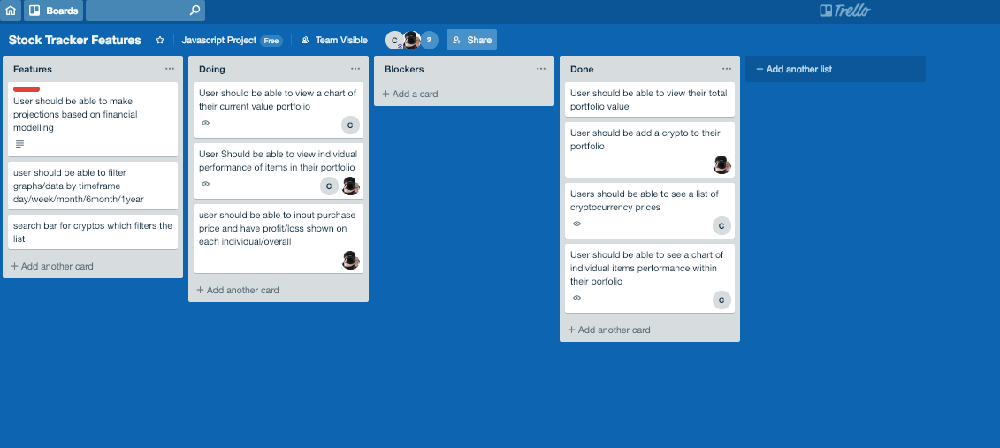 Boards
Trello
Stock Tracker Features
Javascript Project Free
Team Visible
C
2
Share
Features
User should be able to make
projections based on financial
modelling
user should be able to filter
graphs/data by timeframe
day/week/month/6month/1year
search bar for cryptos which filters the
list
+ Add another card
Doing
User should be able to view a chart of
their current value portfolio
C
User Should be able to view individual
performance of items in their portfolio
C
user should be able to input purchase
price and have profit/loss shown on
each individual/overall
+ Add another card
Blockers
+ Add a card
Done
User should be able to view their total
portfolio value
User should be add a crypto to their
portfolio
Users should be able to see a list of
cryptocurrency prices
C
User should be able to see a chart of
individual items performance within
their porfolio
C
+ Add another card
+ Add another list